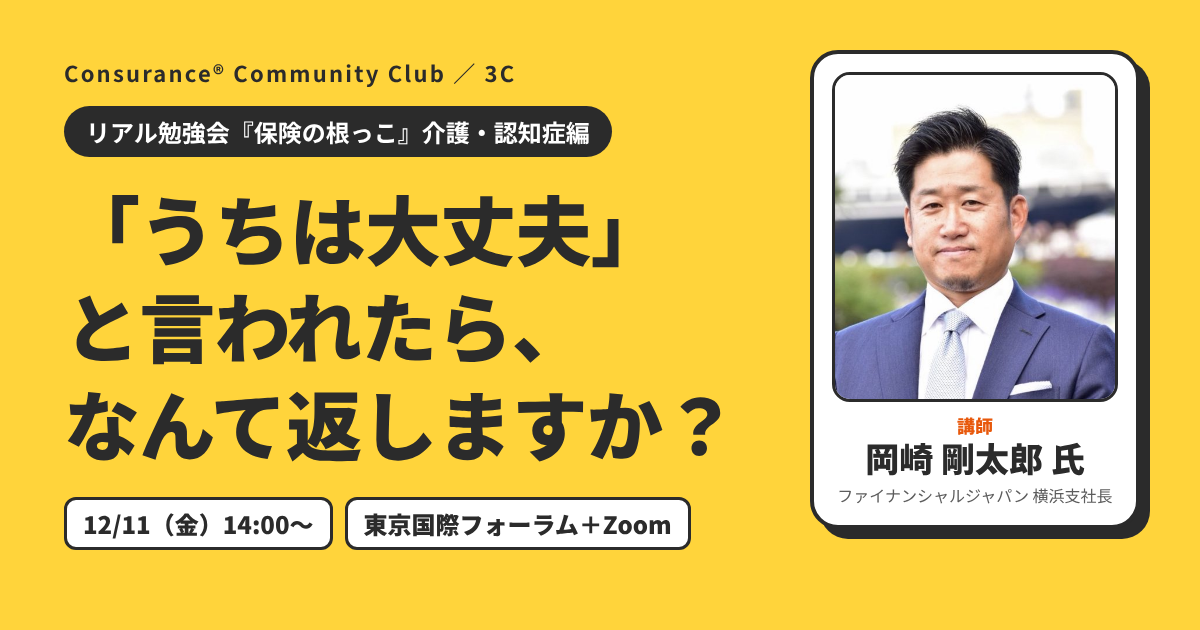 Consurance® Community Club ／ 3C
リアル勉強会『保険の根っこ』介護・認知症編
「うちは大丈夫」
と言われたら、
なんて返しますか？
12/11（金）14:00〜
東京国際フォーラム＋Zoom
講師
岡崎 剛太郎 氏
ファイナンシャルジャパン 横浜支社長